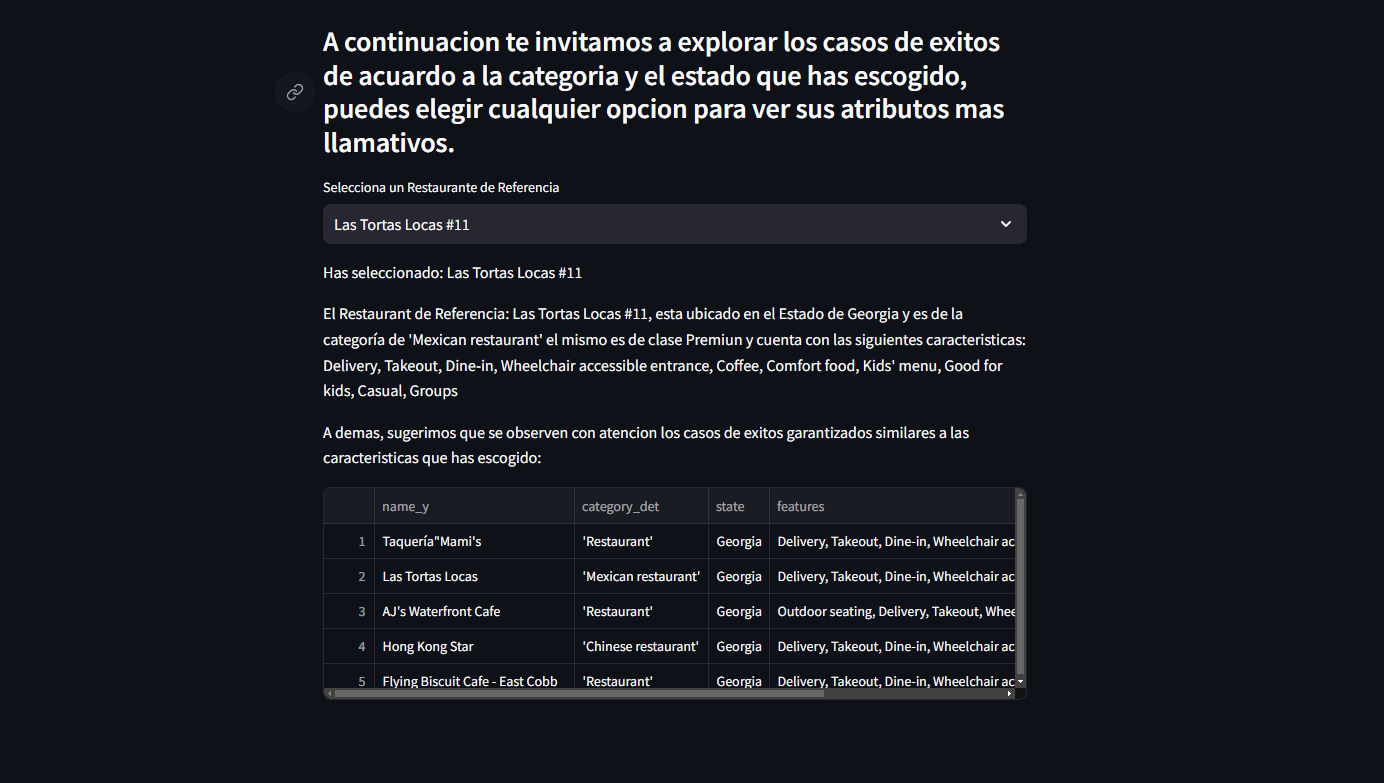 A continuacion te invitamos a explorar los casos de exitos
de acuardo a la categoria y el estado que has escogido,
puedes elegir cualquier opcion para ver sus atributos mas
llamativos.
Selecciona un Restaurante de Referencia
Las Tortas Locas #11
Has seleccionado: Las Tortas Locas #11
El Restaurant de Referencia: Las Tortas Locas #11, esta ubicado en el Estado de Georgia y es de la
categoría de 'Mexican restaurant' el mismo es de clase Premiun y cuenta con las siguientes caracteristicas:
Delivery, Takeout, Dine-in, Wheelchair accessible entrance, Coffee, Comfort food, Kids' menu, Good for
kids, Casual, Groups
A demas, sugerimos que se observen con atencion los casos de exitos garantizados similares a las
caracteristicas que has escogido:
name_y category_det state features
1 Taquería"Mami's 'Restaurant' Georgia Delivery, Takeout, Dine-in, Wheelchair ac
2 Las Tortas Locas 'Mexican restaurant' Georgia Delivery, Takeout, Dine-in, Wheelchair ac
3 AJ's Waterfront Cafe 'Restaurant' Georgia Outdoor seating, Delivery, Takeout, Whee
4 Hong Kong Star 'Chinese restaurant' Georgia Delivery, Takeout, Dine-in, Wheelchair ac
5 Flying Biscuit Cafe - East Cobb 'Restaurant' Georgia Delivery, Takeout, Dine-in, Wheelchair ac